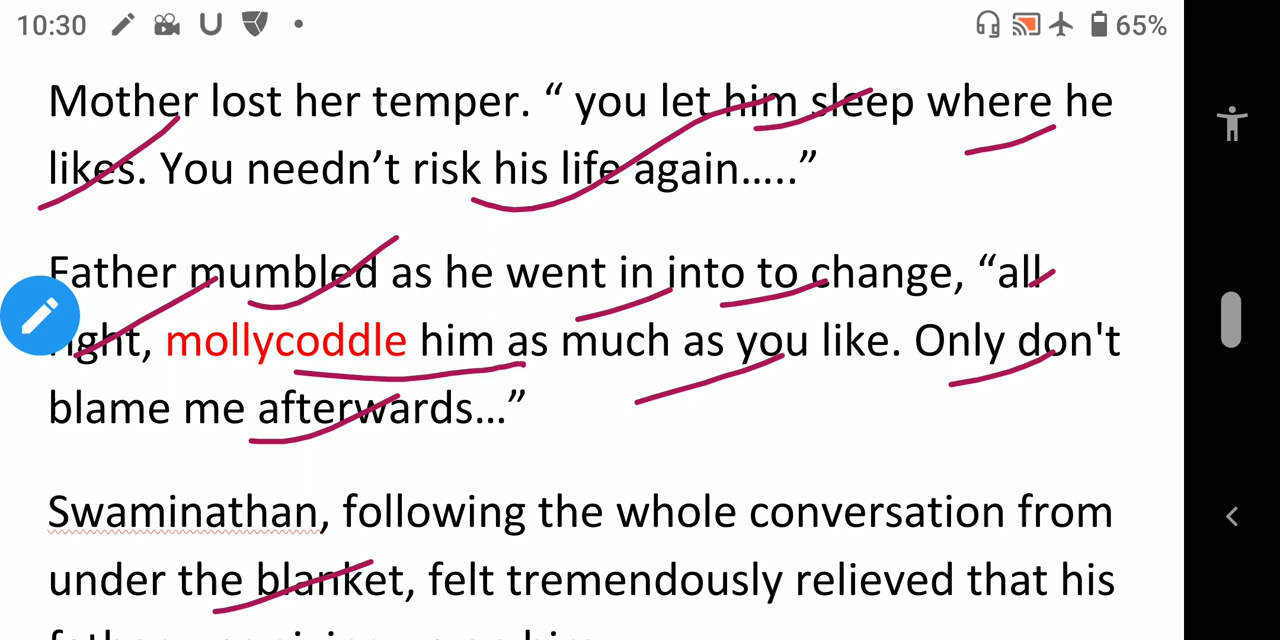 10:30
65%
Mother lost her temper. “ you let him sleep where he
likes. You needn’t risk his life again…..”
Father mumbled as he went in into to change, “all
right, mollycoddle him as much as you like. Only don't
blame me afterwards…”
Swaminathan, following the whole conversation from
under the blanket, felt tremendously relieved that his